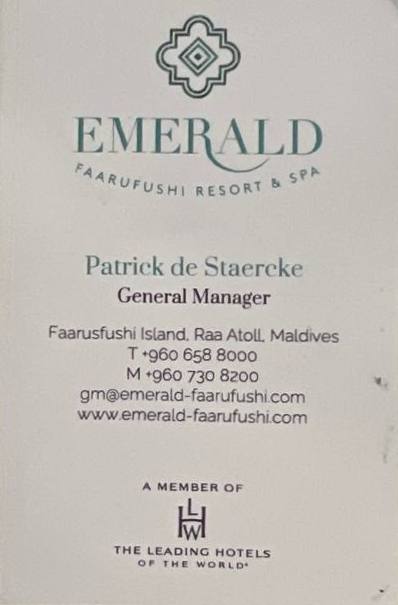 EMERALD
FAARUFUSHI RESORT & SPA
Patrick de Staercke
General Manager
Faarusfushi Island, Raa Atoll, Maldives
T +960 658 8000
M +960 730 8200
gm@emerald-faarufushi.com
www.emerald-faarufushi.com
A MEMBER OF
LHW
THE LEADING HOTELS
OF THE WORLD®